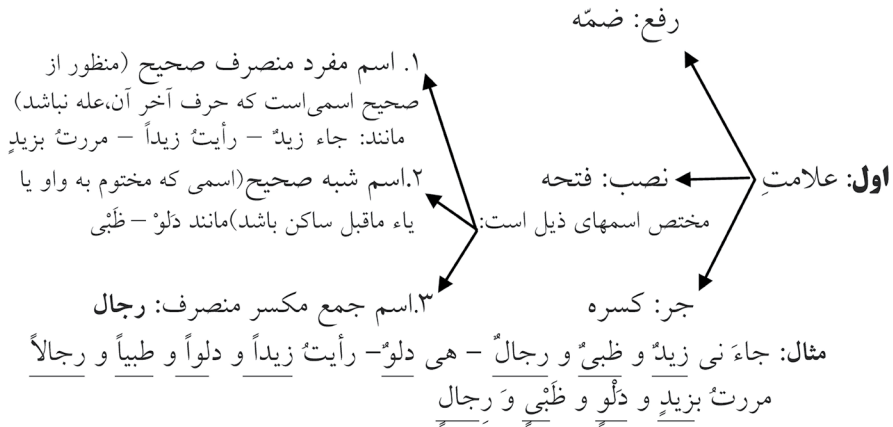 رفع: ضمّه
۱. اسم مفرد منصرف صحیح (منظور از
صحیح اسمی‌است که حرف آخر آن،عله نباشد)
مانند: جاء زیدٌ – رأیتُ زیداً – مررتُ بزیدٍ
اول: علامتِ
نصب: فتحه
مختص اسمهای ذیل است:
۲.اسم شبه صحیح(اسمی که مختوم به واو یا
یاء ماقبل ساکن باشد)مانند دَلوْ – ظَبْی
جر: کسره
۳.اسم جمع مکسر منصرف: رجال
مثال: جاءَ نی زیدٌ و ظبیٌ و رجالٌ – هی دلوٌ– رأیتُ زیداً و دلواً و طبیاً و رجالاً
مررتُ بزیدٍ و دَلْوٍ و ظَبْیٍ وَ رِجالٍ